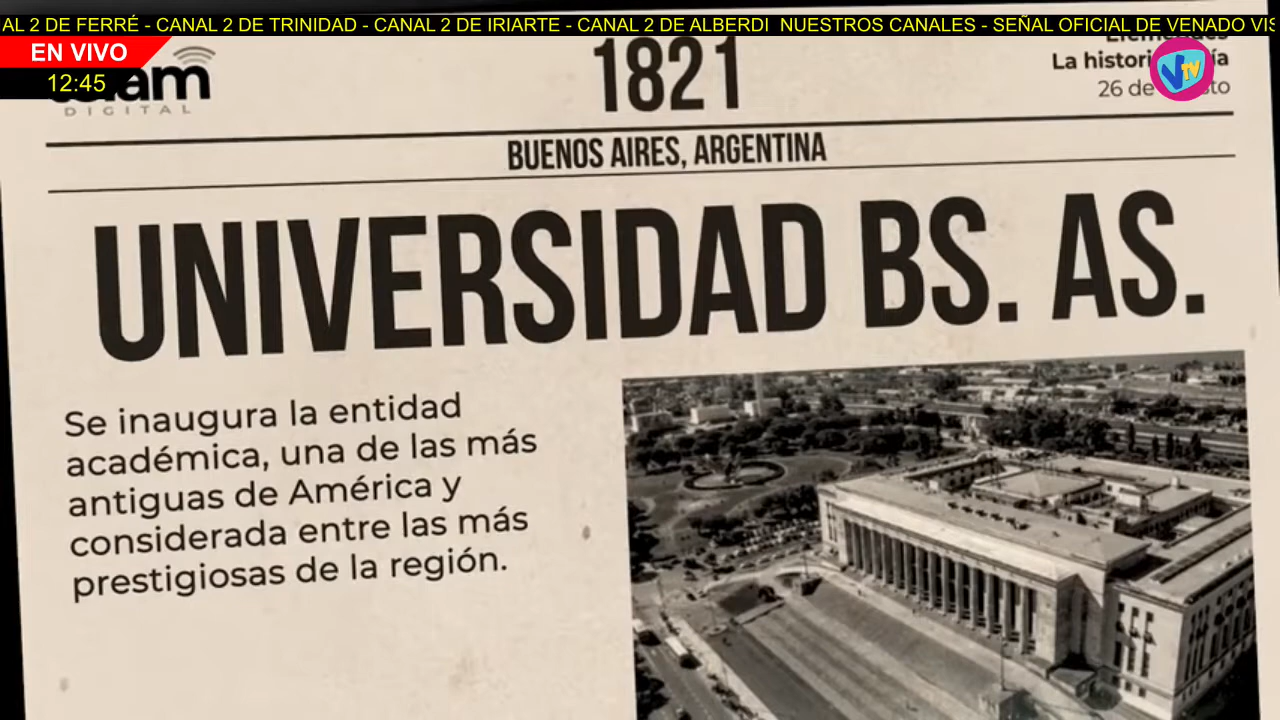 AL 2 DE FERRÉ - CANAL 2 DE TRINIDAD - CANAL 2 DE IRIARTE - CANAL 2 DE ALBERDI NUESTROS CANALES - SEÑAL OFICIAL DE VENADO VIS
EN VIVO
12:45
DIGITAL
1821
La histori
26 de
VTV
BUENOS AIRES, ARGENTINA
UNIVERSIDAD BS. AS.
Se inaugura la entidad
académica, una de las más
antiguas de América y
considerada entre las más
prestigiosas de la región.